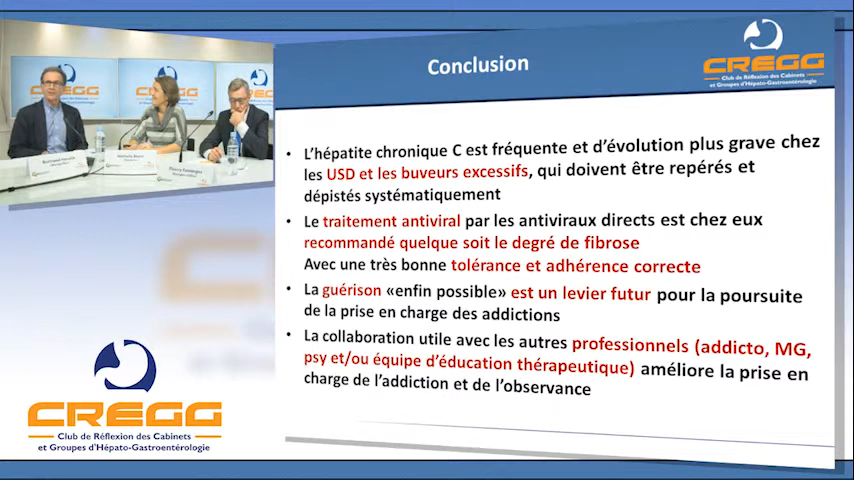 Conclusion
CREGG
Club de Réflexion des Cabinets
et Groupes d'Hépato-Gastroentérologie
• L'hépatite chronique C est fréquente et d'évolution plus grave chez
les USD et les buveurs excessifs, qui doivent être repérés et
dépistés systématiquement
• Le traitement antiviral par les antiviraux directs est chez eux
recommandé quelque soit le degré de fibrose
Avec une très bonne tolérance et adhérence correcte
• La guérison «enfin possible» est un levier futur pour la poursuite
de la prise en charge des addictions
• La collaboration utile avec les autres professionnels (addicto, MG,
psy et/ou équipe d'éducation thérapeutique) améliore la prise en
charge de l'addiction et de l'observance
CREGG
Club de Réflexion des Cabinets
et Groupes d'Hépato-Gastroentérologie